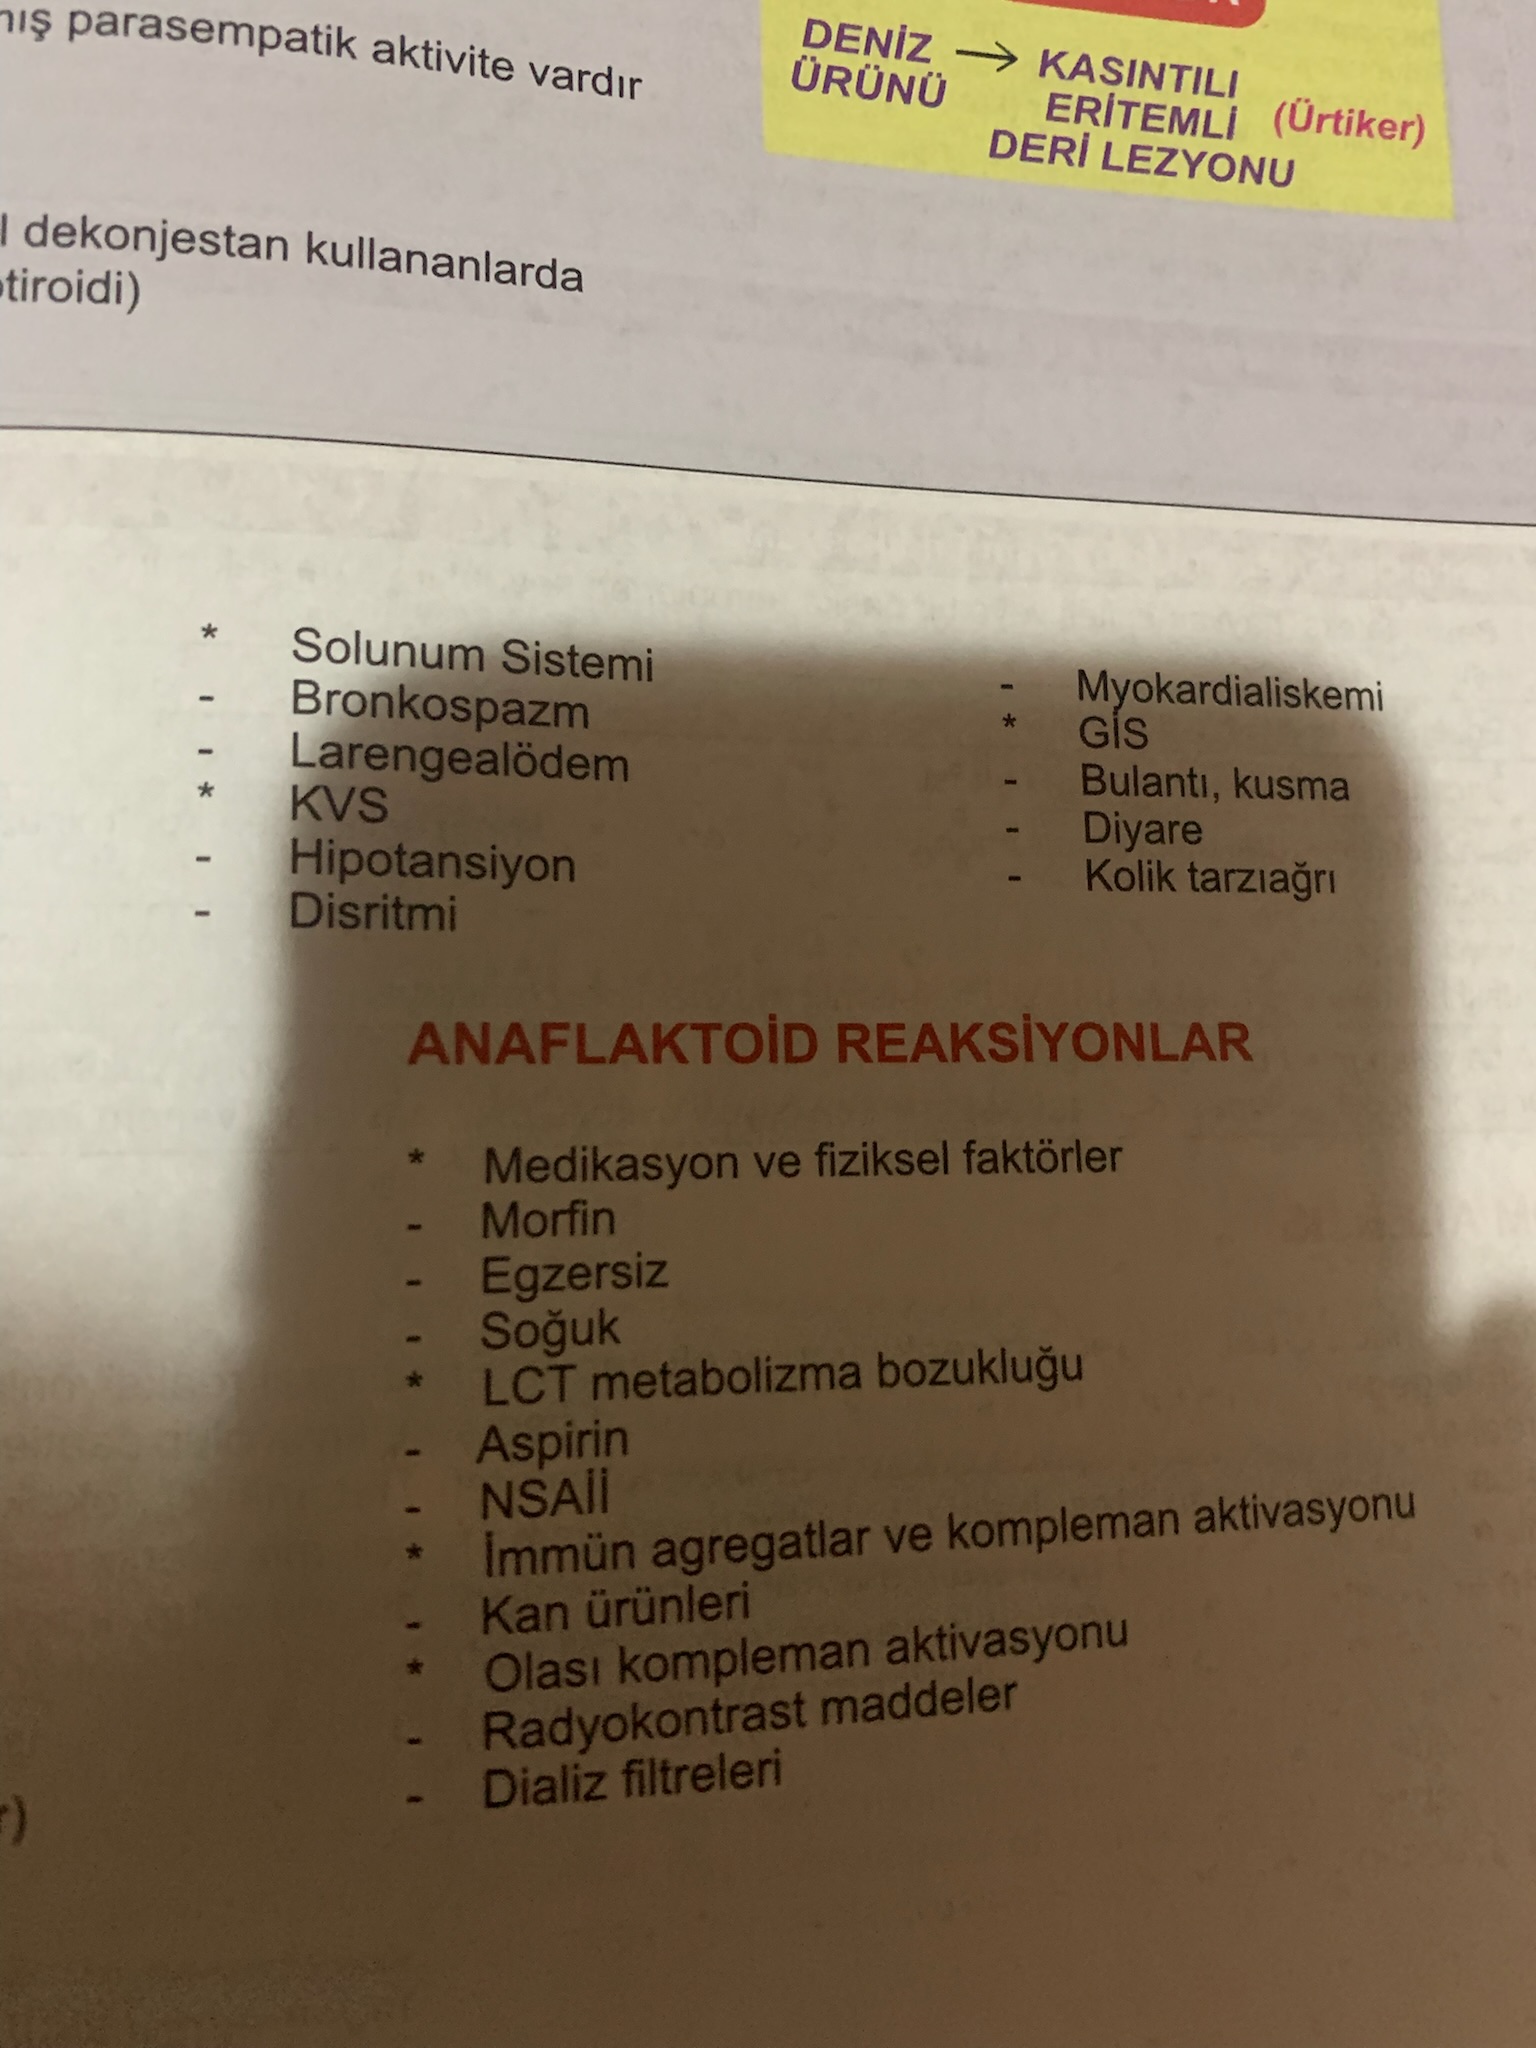 mış parasempatik aktivite vardır
DENİZ → KASINTILI
ÜRÜNÜ ERİTEMLİ (Ürtiker)
DERİ LEZYONU
l dekonjestan kullananlarda
otiroidi)
* Solunum Sistemi
- Bronkospazm
- Larengealödem
* KVS
- Hipotansiyon
- Disritmi
- Myokardialiskemi
* GİS
- Bulantı, kusma
- Diyare
- Kolik tarzıağrı
ANAFLAKTOİD REAKSİYONLAR
* Medikasyon ve fiziksel faktörler
- Morfin
- Egzersiz
- Soğuk
* LCT metabolizma bozukluğu
- Aspirin
- NSAİİ
* İmmün agregatlar ve kompleman aktivasyonu
- Kan ürünleri
* Olası kompleman aktivasyonu
- Radyokontrast maddeler
- Dializ filtreleri
r)